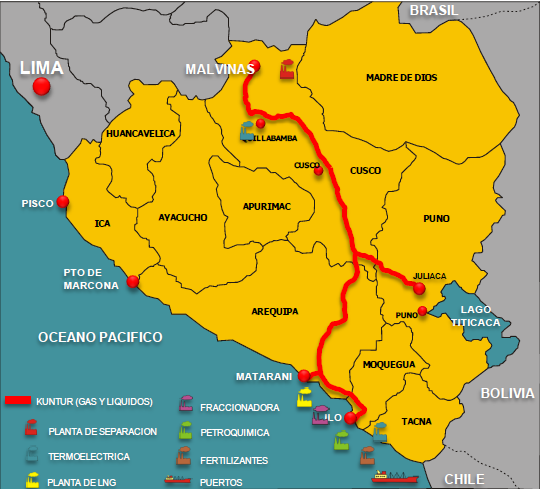 BRASIL
LIMA
MALVINAS
MADRE DE DIOS
HUANCAVELICA
ILLABAMBA
CUSCO
CUSCO
PISCO
ICA
AYACUCHO
APURIMAC
PUNO
PTO DE
MARCONA
JULIACA
AREQUIPA
PUNO
LAGO
TITICACA
OCEANO PACIFICO
MOQUEGUA
MATARANI
BOLIVIA
KUNTUR (GAS Y LIQUIDOS)
FRACCIONADORA
ILO
TACNA
PLANTA DE SEPARACION
PETROQUIMICA
TERMOELECTRICA
FERTILIZANTES
PLANTA DE LNG
PUERTOS
CHILE